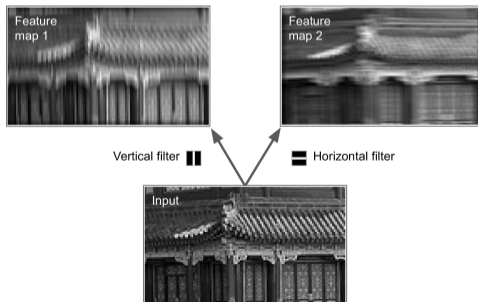 Feature
map 1
Feature
map 2
Vertical filter
Horizontal filter
Input